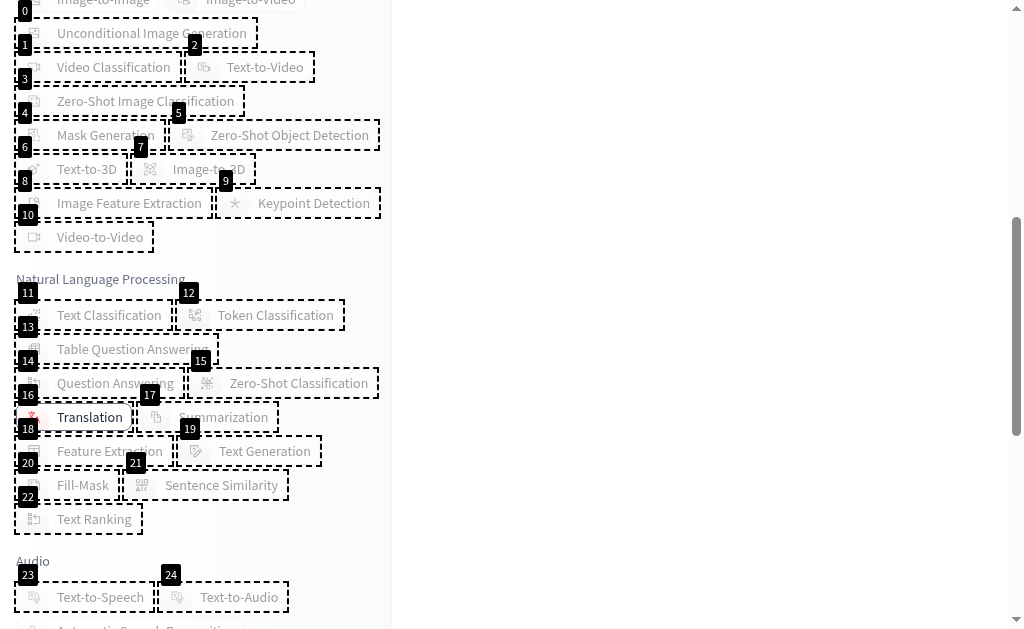 Image-to-Image Image-to-Video
0
Unconditional Image Generation
1 2
Video Classification Text-to-Video
3
Zero-Shot Image Classification
4 5
Mask Generation Zero-Shot Object Detection
6 7
Text-to-3D Image-to-3D
8 9
Image Feature Extraction Keypoint Detection
10
Video-to-Video
Natural Language Processing
11 12
Text Classification Token Classification
13
Table Question Answering
14 15
Question Answering Zero-Shot Classification
16 17
Translation Summarization
18 19
Feature Extraction Text Generation
20 21
Fill-Mask Sentence Similarity
22
Text Ranking
Audio
23 24
Text-to-Speech Text-to-Audio
Automatic Speech Recognition